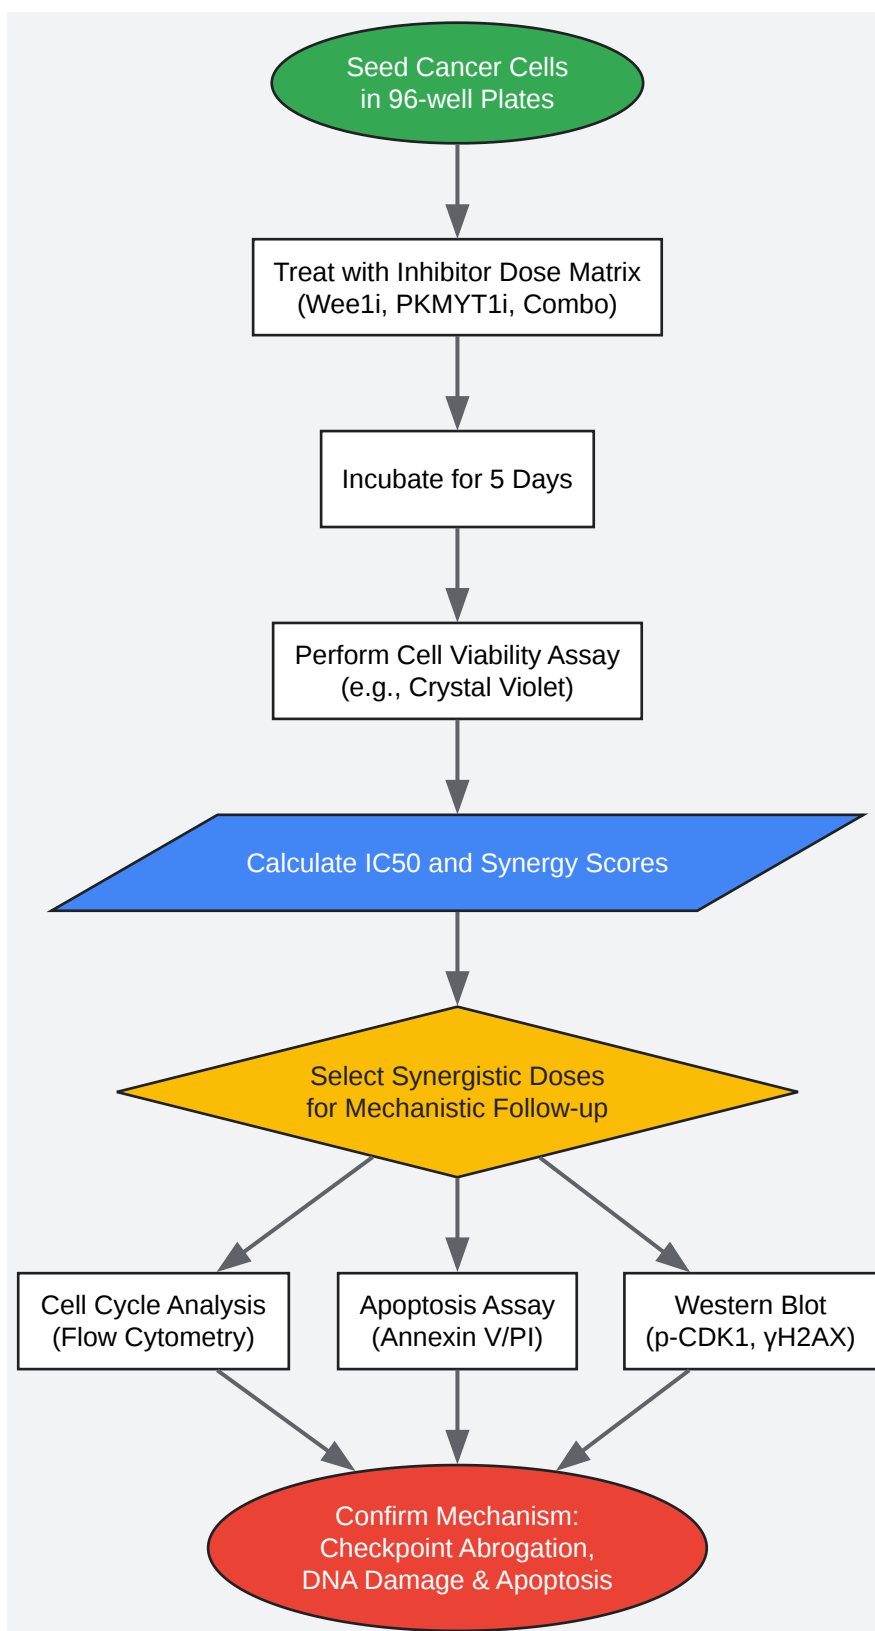 Seed Cancer Cells
in 96-well Plates
Treat with Inhibitor Dose Matrix
(Wee1i, PKMYT1i, Combo)
Incubate for 5 Days
Perform Cell Viability Assay
(e.g., Crystal Violet)
Calculate IC50 and Synergy Scores
Select Synergistic Doses
for Mechanistic Follow-up
Cell Cycle Analysis
(Flow Cytometry)
Apoptosis Assay
(Annexin V/PI)
Western Blot
(p-CDK1, γH2AX)
Confirm Mechanism:
Checkpoint Abrogation,
DNA Damage & Apoptosis